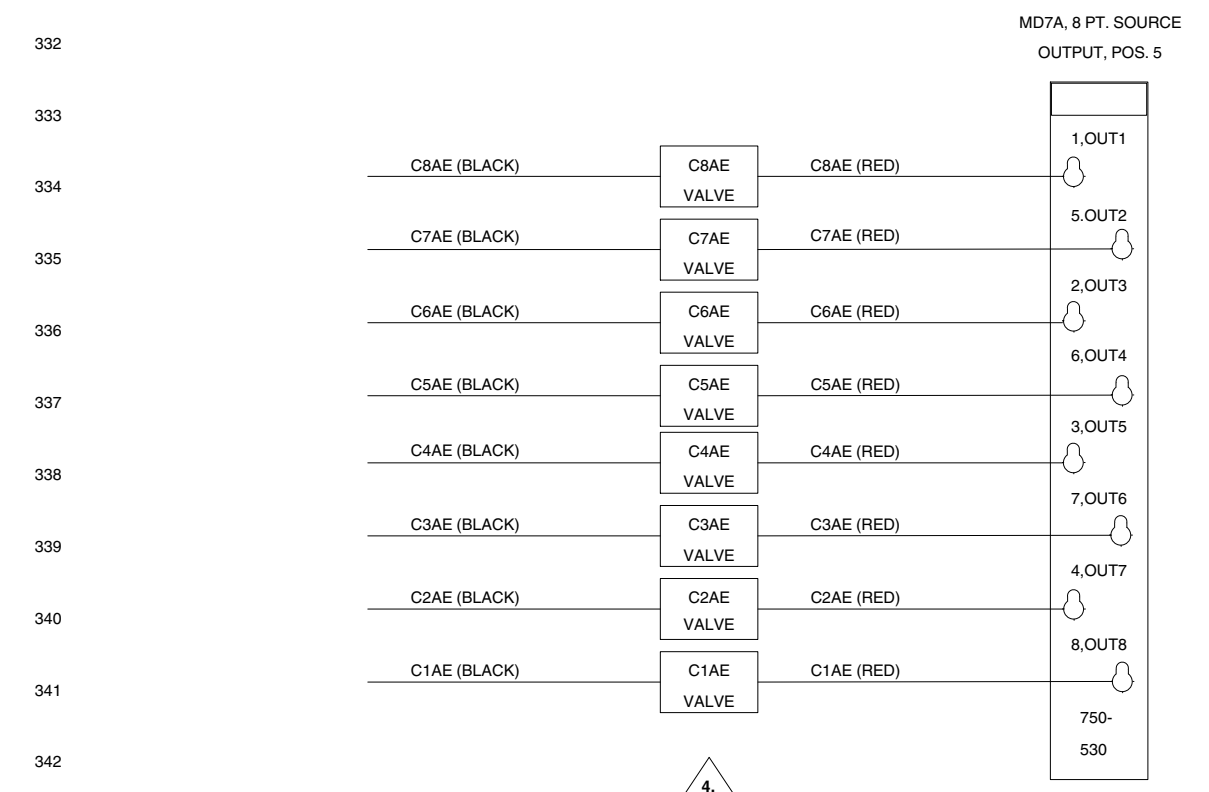 MD7A, 8 PT. SOURCE
332
OUTPUT, POS. 5
333
1,OUT1
C8AE (BLACK) C8AE C8AE (RED)
334
VALVE
5.OUT2
C7AE (BLACK) C7AE C7AE (RED)
335
VALVE
2,OUT3
C6AE (BLACK) C6AE C6AE (RED)
336
VALVE
6,OUT4
C5AE (BLACK) C5AE C5AE (RED)
337
VALVE
3,OUT5
C4AE (BLACK) C4AE C4AE (RED)
338
VALVE
7,OUT6
C3AE (BLACK) C3AE C3AE (RED)
339
VALVE
4,OUT7
C2AE (BLACK) C2AE C2AE (RED)
340
VALVE
8,OUT8
C1AE (BLACK) C1AE C1AE (RED)
341
VALVE
750-
530
342
4.